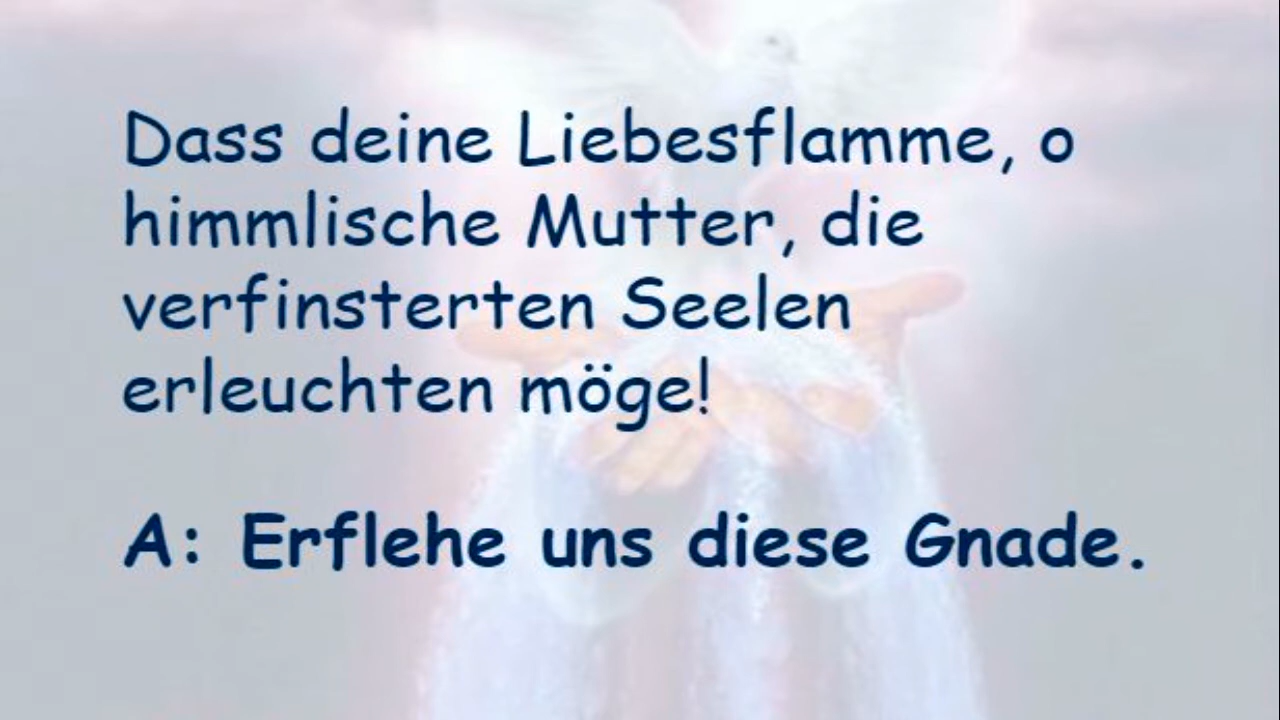 Dass deine Liebesflamme, o
himmlische Mutter, die
verfinsterten Seelen
erleuchten möge!
A: Erflehe uns diese Gnade.